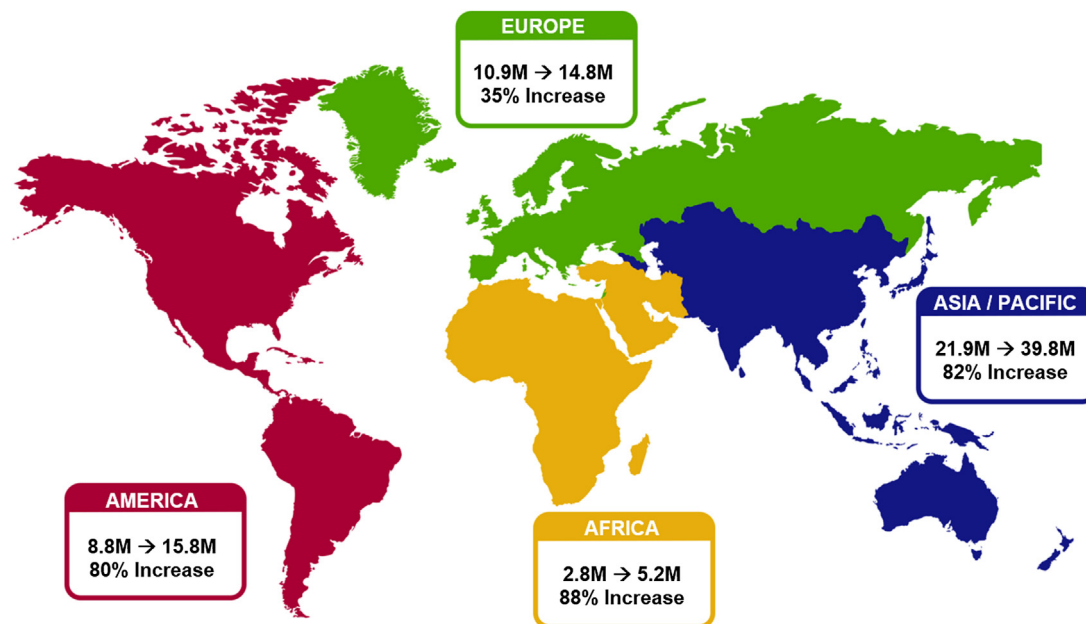 EUROPE
10.9M → 14.8M
35% Increase
ASIA / PACIFIC
21.9M → 39.8M
82% Increase
AMERICA
8.8M → 15.8M
80% Increase
AFRICA
2.8M → 5.2M
88% Increase